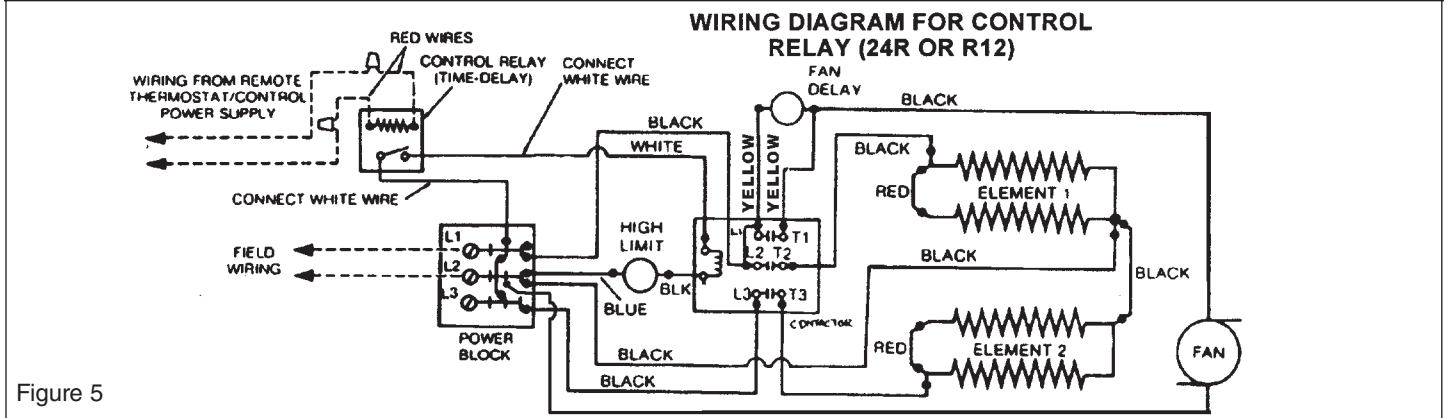 WIRING DIAGRAM FOR CONTROL
RELAY (24R OR R12)
RED WIRES
CONTROL RELAY
(TIME-DELAY)
CONNECT
WHITE WIRE
WIRING FROM REMOTE
THERMOSTAT/CONTROL
POWER SUPPLY
FAN
DELAY
BLACK
BLACK
WHITE
YELLOW
YELLOW
BLACK
RED
ELEMENT 1
CONNECT WHITE WIRE
FIELD
WIRING
L1
L2
L3
HIGH
LIMIT
BLUE
BLK
L1
T1
L2
T2
L3
T3
CONTACTOR
BLACK
BLACK
POWER
BLOCK
BLACK
BLACK
RED
ELEMENT 2
FAN
Figure 5